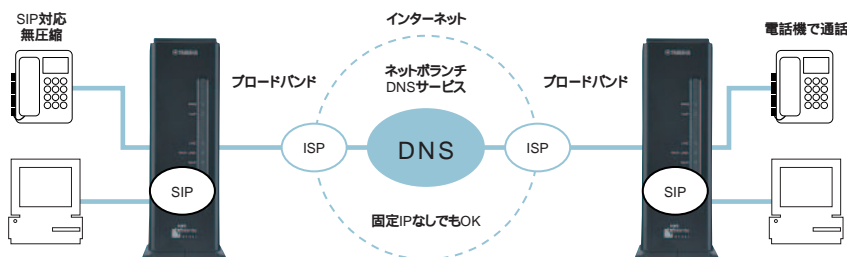 SIP対応
無圧縮
インターネット
電話機で通話
ブロードバンド
ネットボランチ
DNSサービス
ブロードバンド
YAMAHA
YAMAHA
ISP
DNS
ISP
SIP
SIP
固定IPなしでもOK